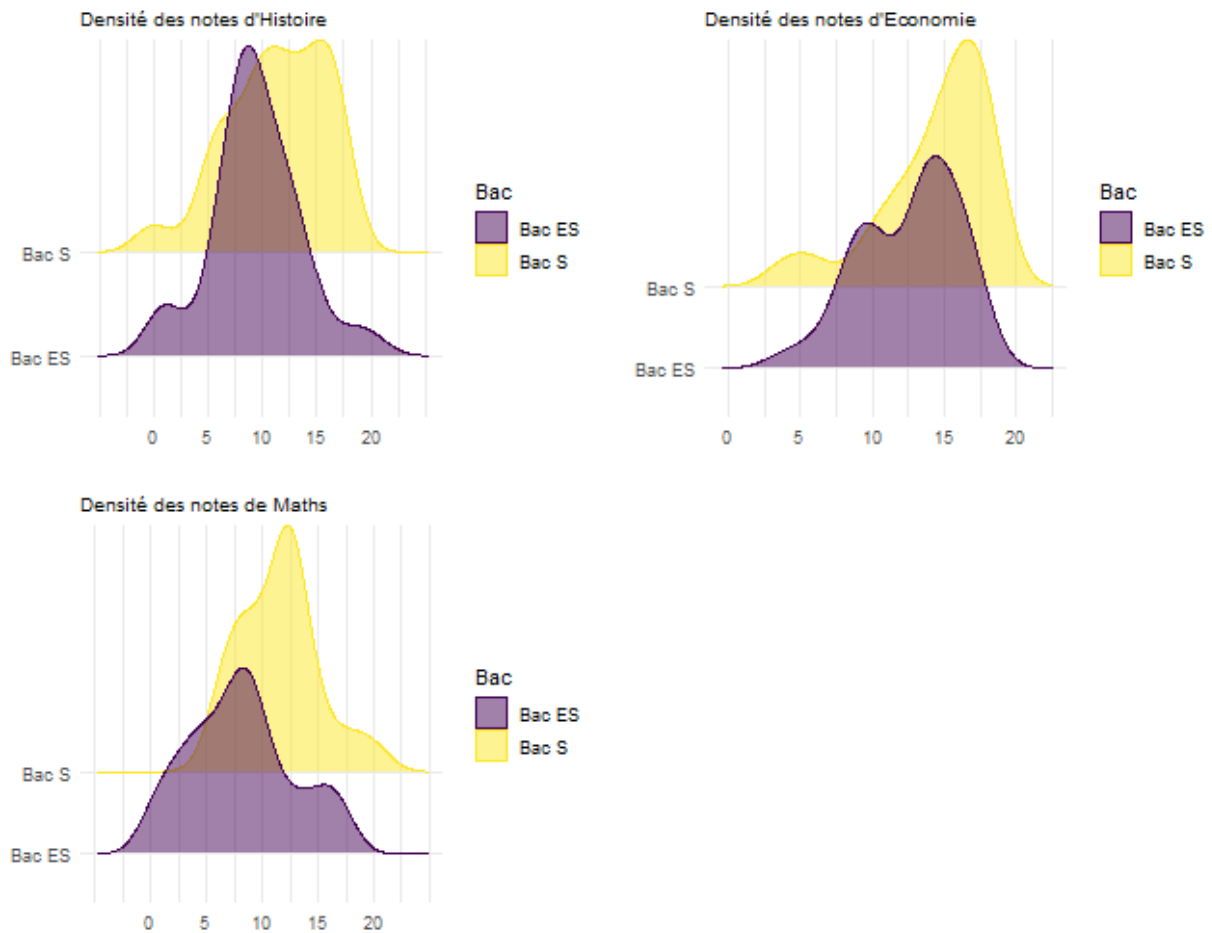 Densité des notes d'Histoire
Bac S
Bac ES
0 5 10 15 20
Bac
Bac ES
Bac S
Densité des notes d'Economie
Bac S
Bac ES
0 5 10 15 20
Bac
Bac ES
Bac S
Densité des notes de Maths
Bac S
Bac ES
0 5 10 15 20
Bac
Bac ES
Bac S